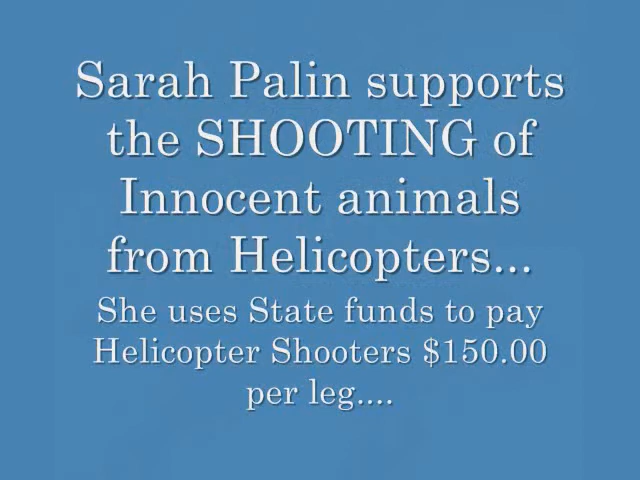 Sarah Palin supports
the SHOOTING of
Innocent animals
from Helicopters...
She uses State funds to pay
Helicopter Shooters $150.00
per leg....